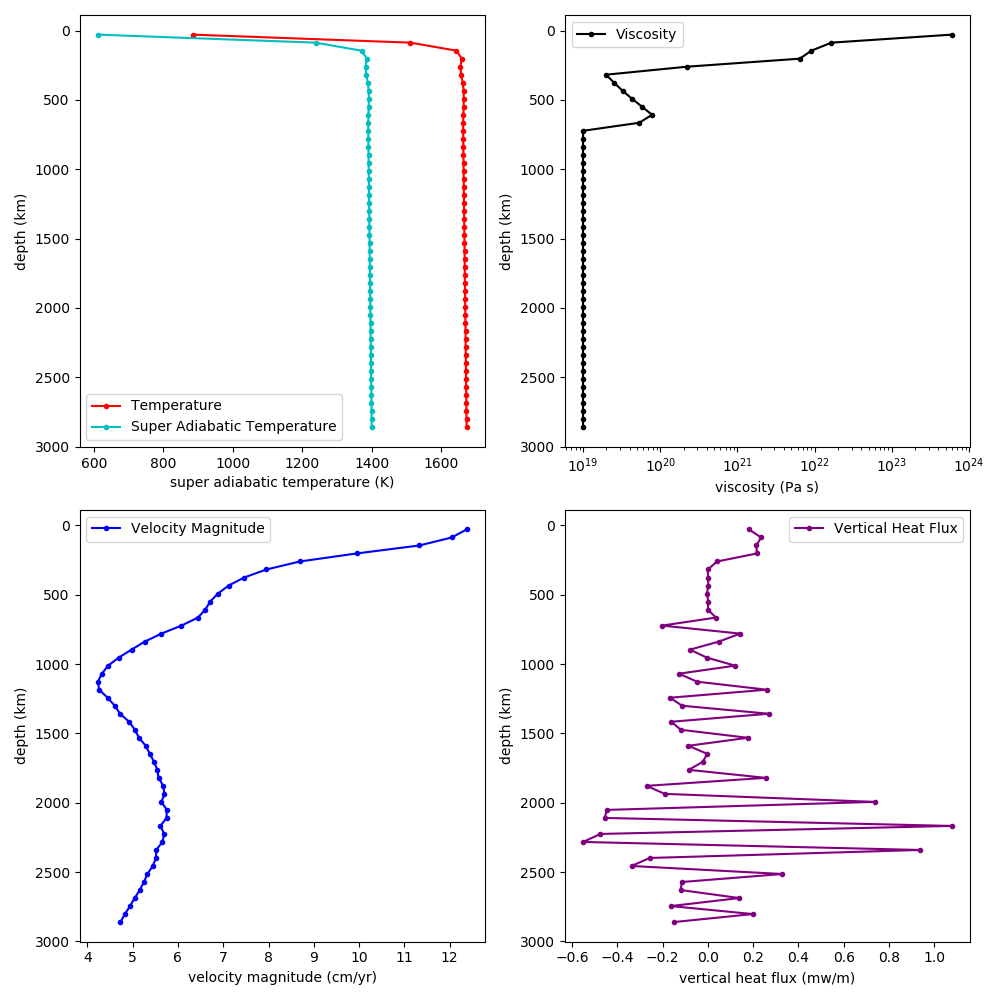 0
500
1000
1500
2000
2500
3000
depth (km)
Temperature
Super Adiabatic Temperature
600 800 1000 1200 1400 1600
super adiabatic temperature (K)
Viscosity
0
500
1000
1500
2000
2500
3000
depth (km)
10^19 10^20 10^21 10^22 10^23 10^24
viscosity (Pa s)
Velocity Magnitude
0
500
1000
1500
2000
2500
3000
depth (km)
4 5 6 7 8 9 10 11 12
velocity magnitude (cm/yr)
Vertical Heat Flux
0
500
1000
1500
2000
2500
3000
depth (km)
−0.6 −0.4 −0.2 0.0 0.2 0.4 0.6 0.8 1.0
vertical heat flux (mw/m)